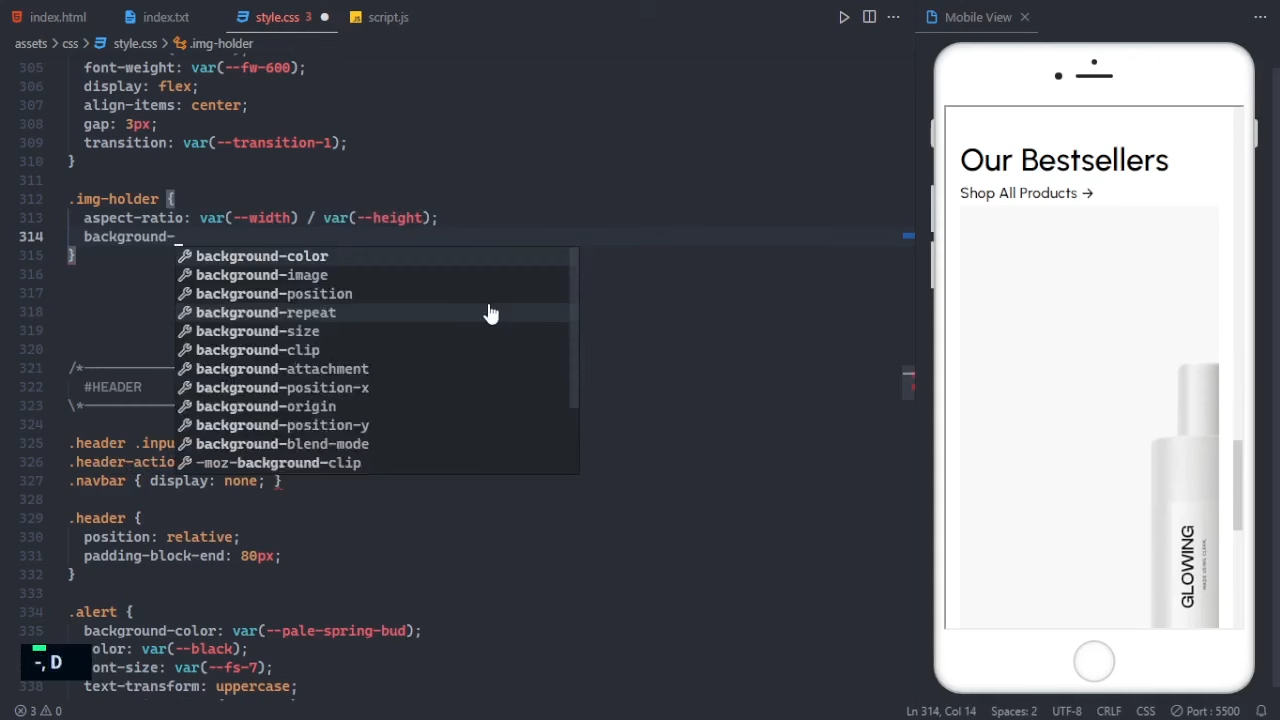 index.html
index.txt
style.css 3
script.js
Mobile View
assets > css > style.css > .img-holder
305 font-weight: var(--fw-600);
306 display: flex;
307 align-items: center;
308 gap: 3px;
309 transition: var(--transition-1);
310 }
311
312 .img-holder {
313 aspect-ratio: var(--width) / var(--height);
314 background-
315 }
background-color
316 background-image
317 background-position
318 background-repeat
319 background-size
320 background-clip
321 /* background-attachment
322 #HEADER background-position-x
323 \* background-origin
324 background-position-y
325 .header .inpu background-blend-mode
326 .header-actio -moz-background-clip
327 .navbar { display: none; }
328
329 .header {
330 position: relative;
331 padding-block-end: 80px;
332 }
333
334 .alert {
335 background-color: var(--pale-spring-bud);
olor: var(--black);
ont-size: var(--fs-7);
338 text-transform: uppercase;
-, D
Our Bestsellers
Shop All Products →
GLOWING
3 0
Ln 314, Col 14
Spaces: 2
UTF-8
CRLF
CSS
Port : 5500